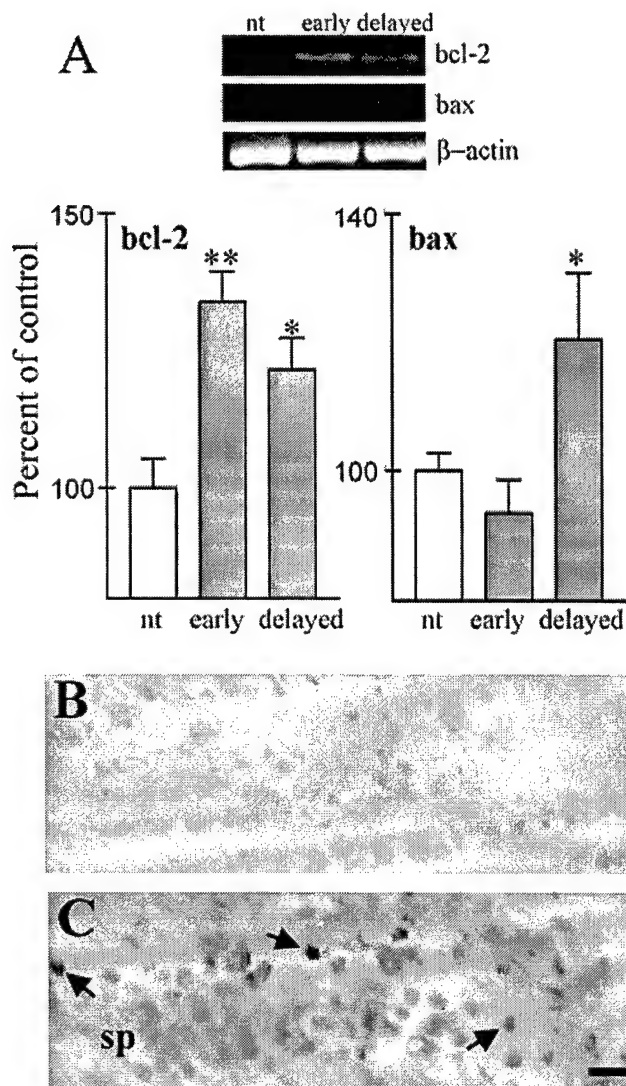 A
nt early delayed
bcl-2
bax
β–actin
Percent of control
150
100
bcl-2
**
*
nt early delayed
140
100
bax
*
nt early delayed
B
C
sp